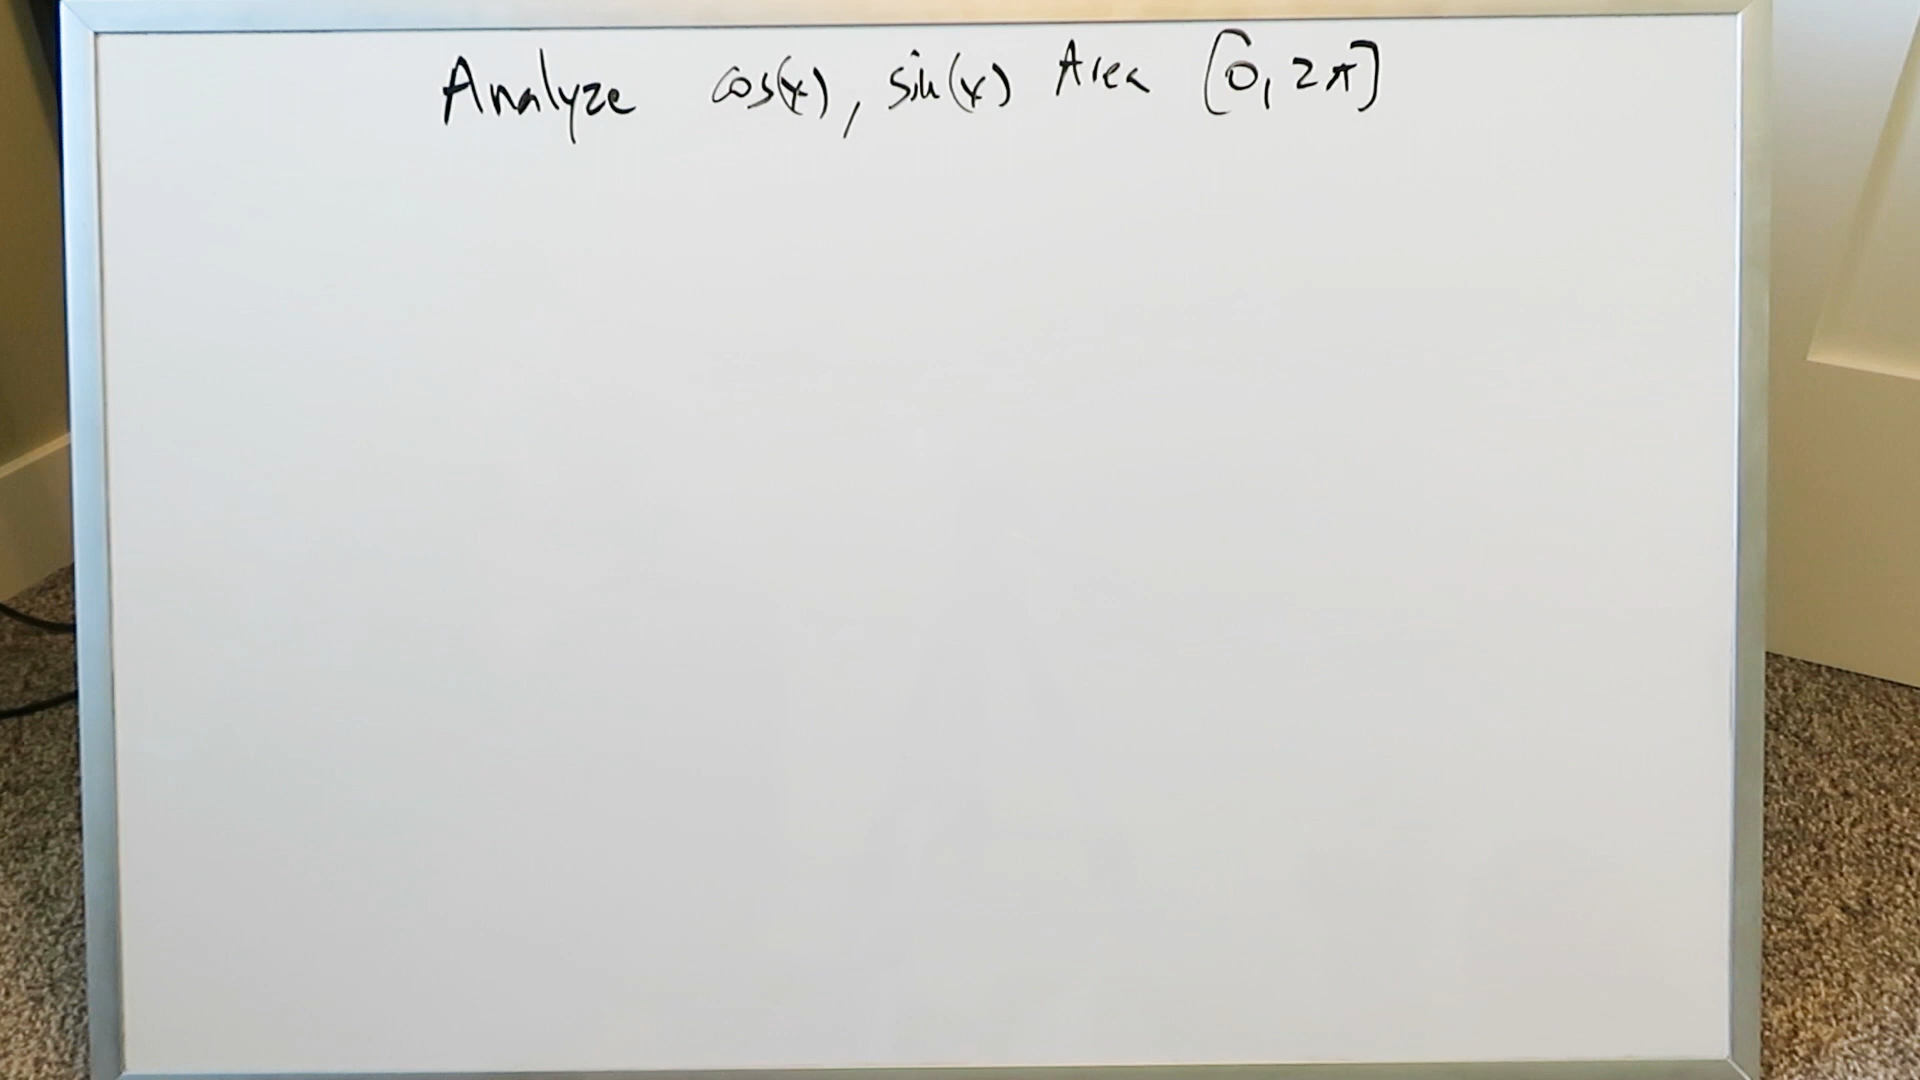 Analyze cos(x), sin(x) Area [0, 2π]